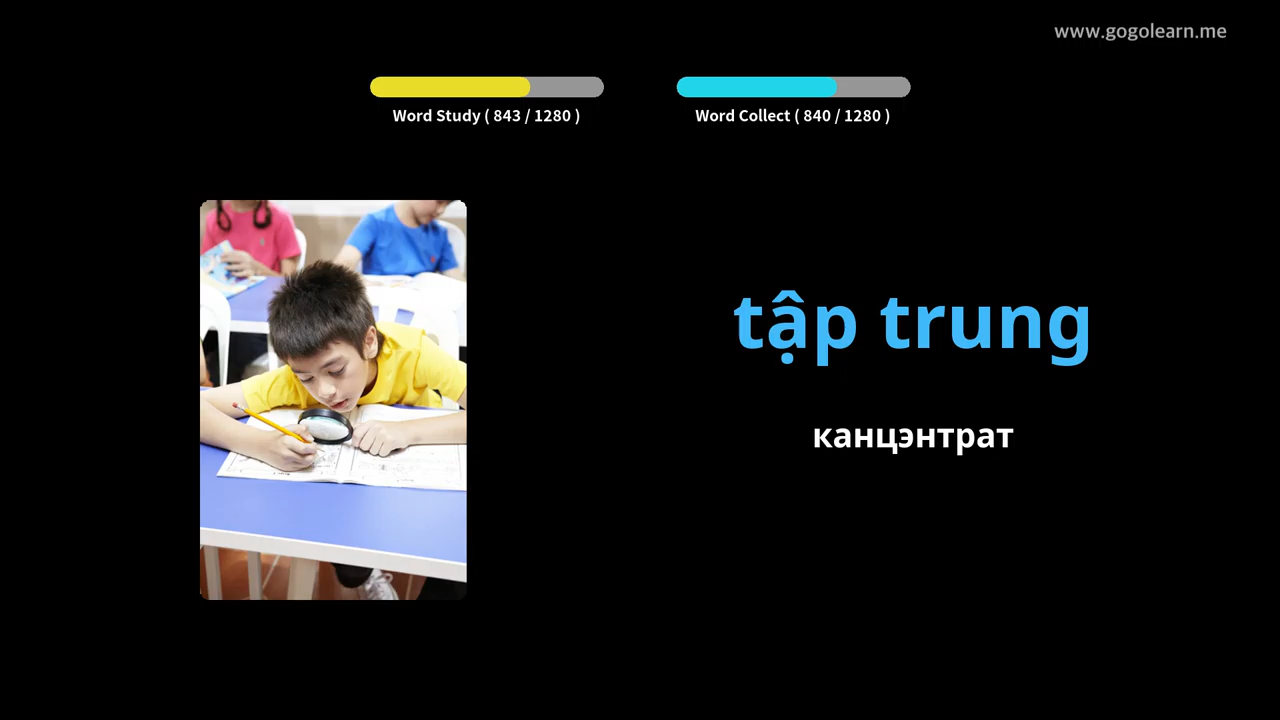 www.gogolearn.me
Word Study ( 843 / 1280 )
Word Collect ( 840 / 1280 )
tập trung
канцэнтрат